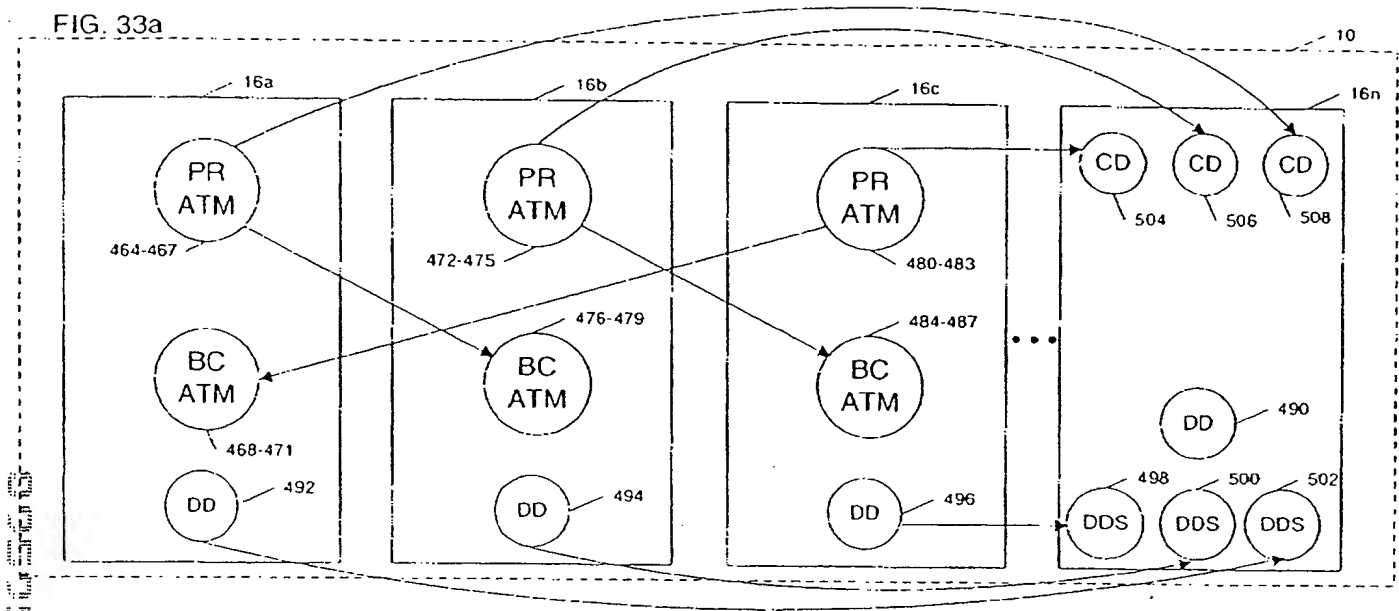 FIG. 33a
10
16a
16b
16c
16n
PR
ATM
464-467
PR
ATM
472-475
PR
ATM
480-483
CD
504
CD
506
CD
508
BC
ATM
468-471
476-479
BC
ATM
484-487
BC
ATM
DD
490
DD
492
DD
494
DD
496
498
DDS
500
DDS
502
DDS